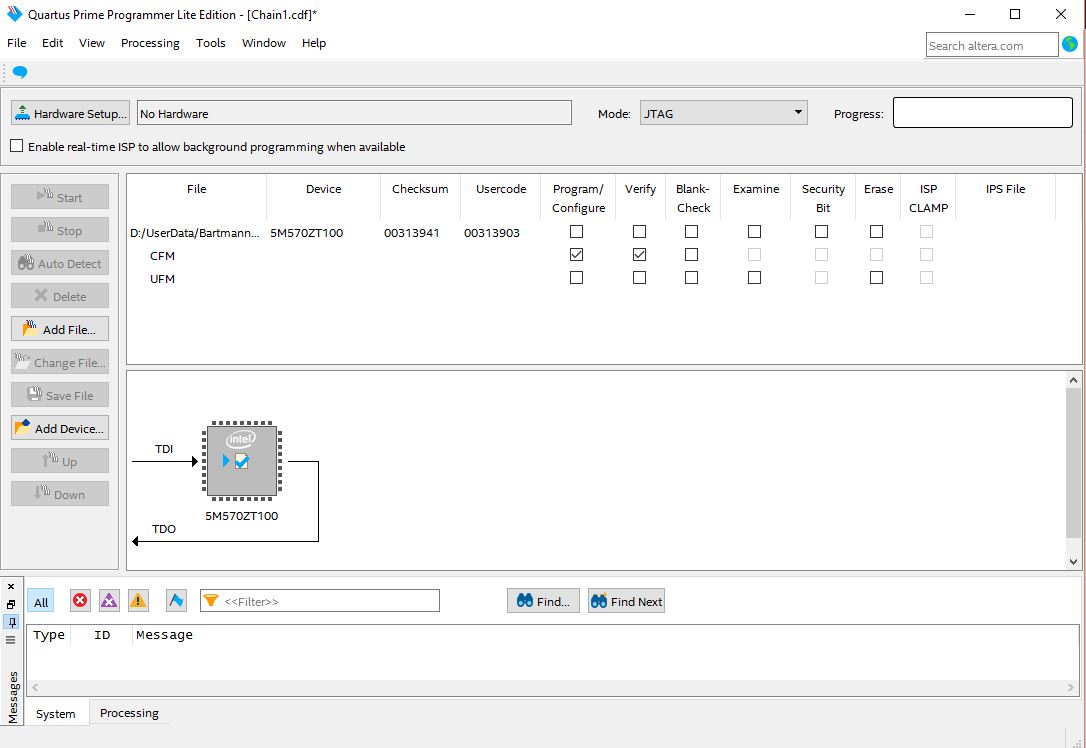 Quartus Prime Programmer Lite Edition - [Chain1.cdf]*
File Edit View Processing Tools Window Help
Search altera.com
Hardware Setup... No Hardware Mode: JTAG Progress:
Enable real-time ISP to allow background programming when available
Start
Stop
Auto Detect
Delete
Add File...
Change File...
Save File
Add Device...
Up
Down
File Device Checksum Usercode Program/ Verify Blank- Examine Security Erase ISP IPS File
Configure Check Bit CLAMP
D:/UserData/Bartmann... 5M570ZT100 00313941 00313903
CFM
UFM
TDI
intel
5M570ZT100
TDO
All <<Filter>> Find... Find Next
Type ID Message
Messages
System Processing